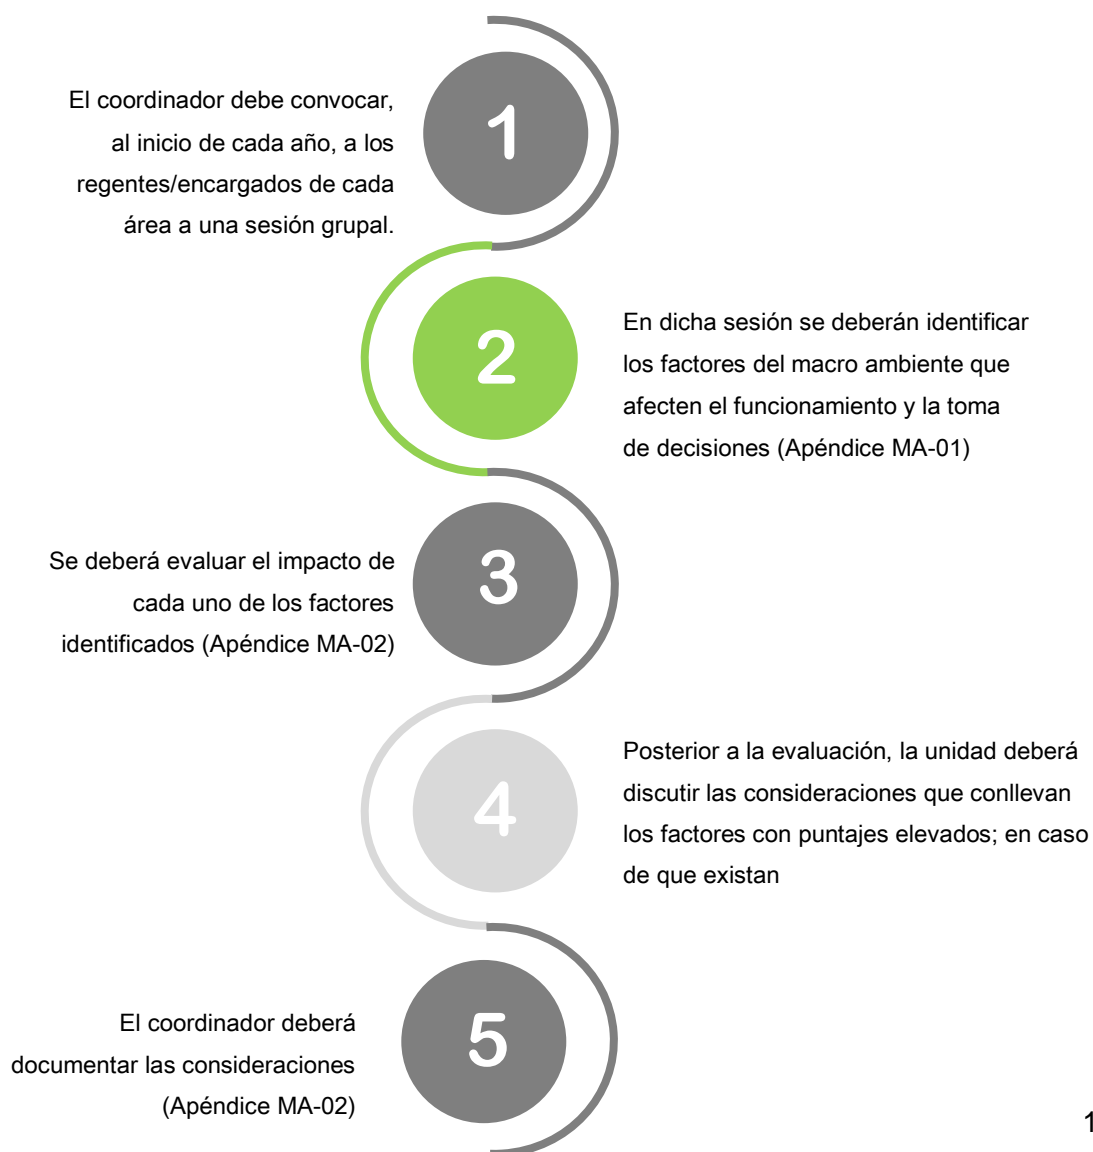 1
El coordinador debe convocar,
al inicio de cada año, a los
regentes/encargados de cada
área a una sesión grupal.
2
En dicha sesión se deberán identificar
los factores del macro ambiente que
afecten el funcionamiento y la toma
de decisiones (Apéndice MA-01)
3
Se deberá evaluar el impacto de
cada uno de los factores
identificados (Apéndice MA-02)
4
Posterior a la evaluación, la unidad deberá
discutir las consideraciones que conllevan
los factores con puntajes elevados; en caso
de que existan
5
El coordinador deberá
documentar las consideraciones
(Apéndice MA-02)
1